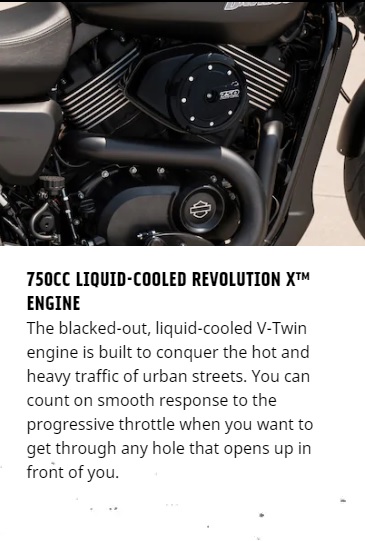 750CC LIQUID-COOLED REVOLUTION X™
ENGINE
The blacked-out, liquid-cooled V-Twin
engine is built to conquer the hot and
heavy traffic of urban streets. You can
count on smooth response to the
progressive throttle when you want to
get through any hole that opens up in
front of you.